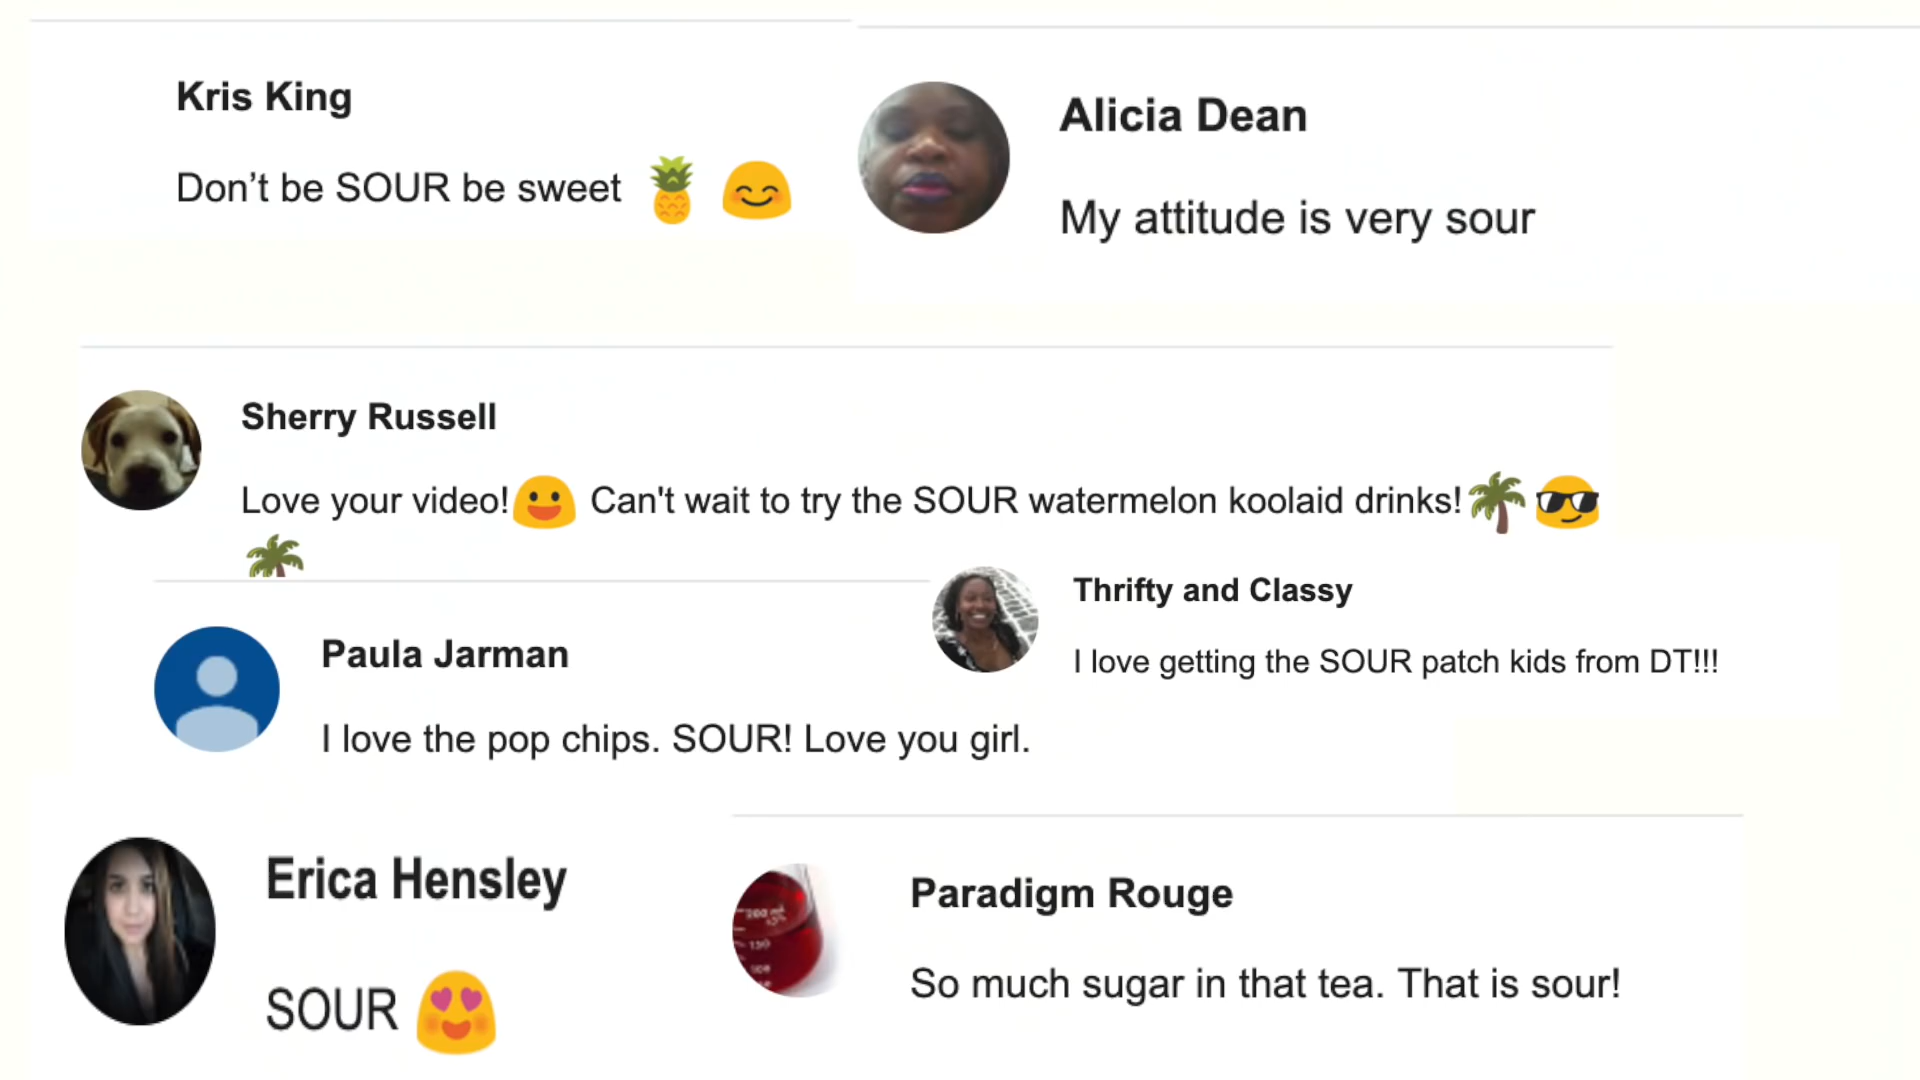 Kris King
Don’t be SOUR be sweet 🍍 😊
Alicia Dean
My attitude is very sour
Sherry Russell
Love your video!😃 Can't wait to try the SOUR watermelon koolaid drinks!🌴😎
🌴
Thrifty and Classy
I love getting the SOUR patch kids from DT!!!
Paula Jarman
I love the pop chips. SOUR! Love you girl.
Erica Hensley
SOUR 😍
Paradigm Rouge
So much sugar in that tea. That is sour!